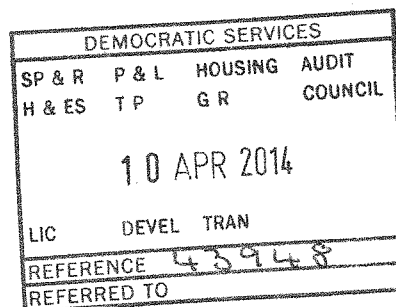 DEMOCRATIC SERVICES
SP & R P & L HOUSING AUDIT
H & ES T P G R COUNCIL
10 APR 2014
LIC DEVEL TRAN
REFERENCE 43948
REFERRED TO